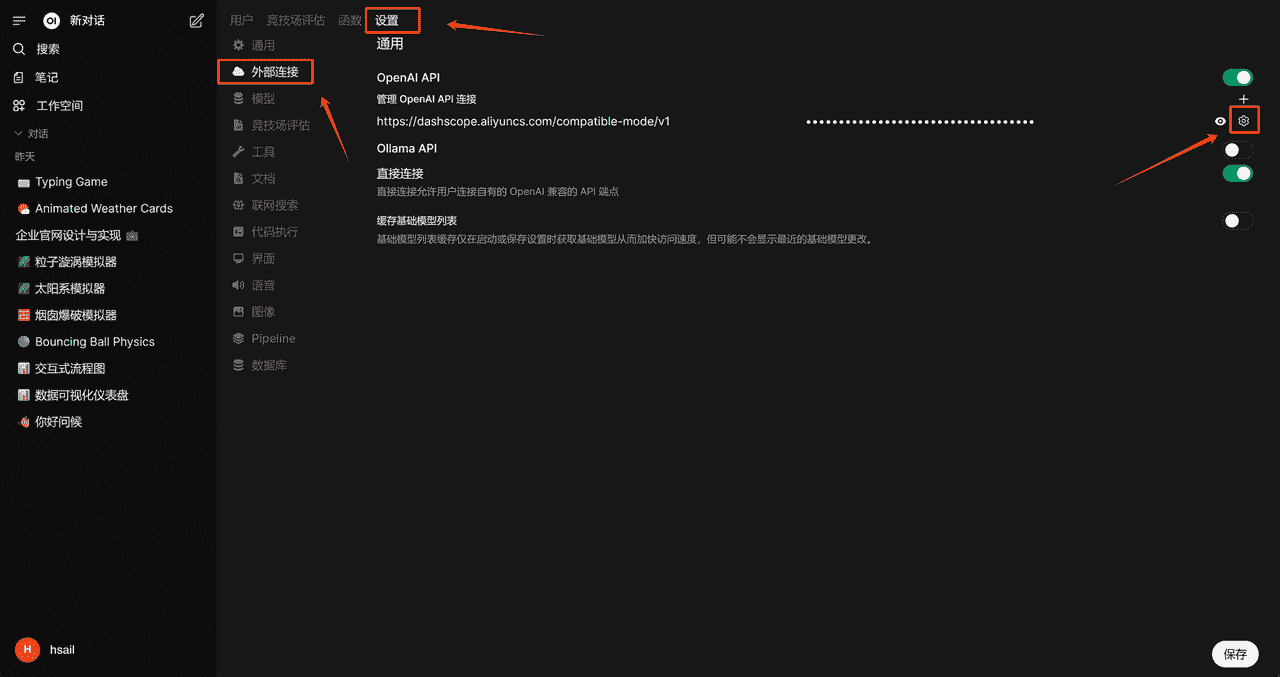 OI 新对话
搜索
笔记
工作空间
对话
昨天
Typing Game
Animated Weather Cards
企业官网设计与实现
粒子漩涡模拟器
太阳系模拟器
烟囱爆破模拟器
Bouncing Ball Physics
交互式流程图
数据可视化仪表盘
你好问候
H hsail
用户 竞技场评估 函数 设置
通用
外部连接
模型
竞技场评估
工具
文档
联网搜索
代码执行
界面
语音
图像
Pipeline
数据库
通用
OpenAI API
管理 OpenAI API 连接
https://dashscope.aliyuncs.com/compatible-mode/v1
Ollama API
直接连接
直接连接允许用户连接自有的 OpenAI 兼容的 API 端点
缓存基础模型列表
基础模型列表缓存仅在启动或保存设置时获取基础模型从而加快访问速度，但可能不会显示最近的基础模型更改。
保存